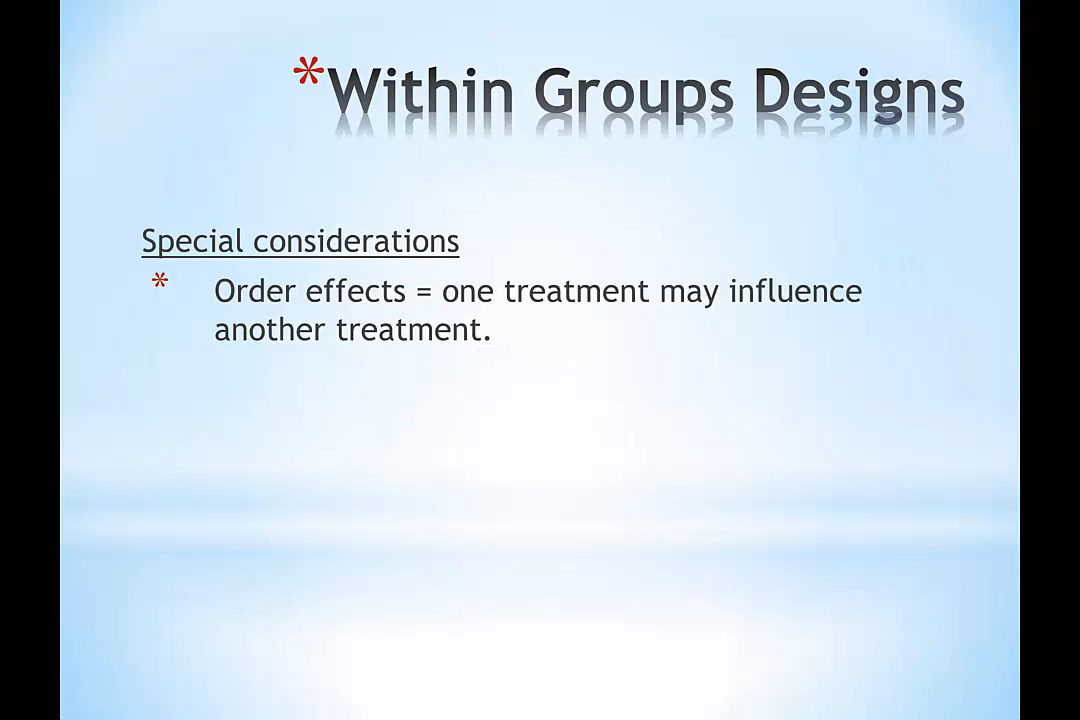 *Within Groups Designs
Special considerations
* Order effects = one treatment may influence
another treatment.